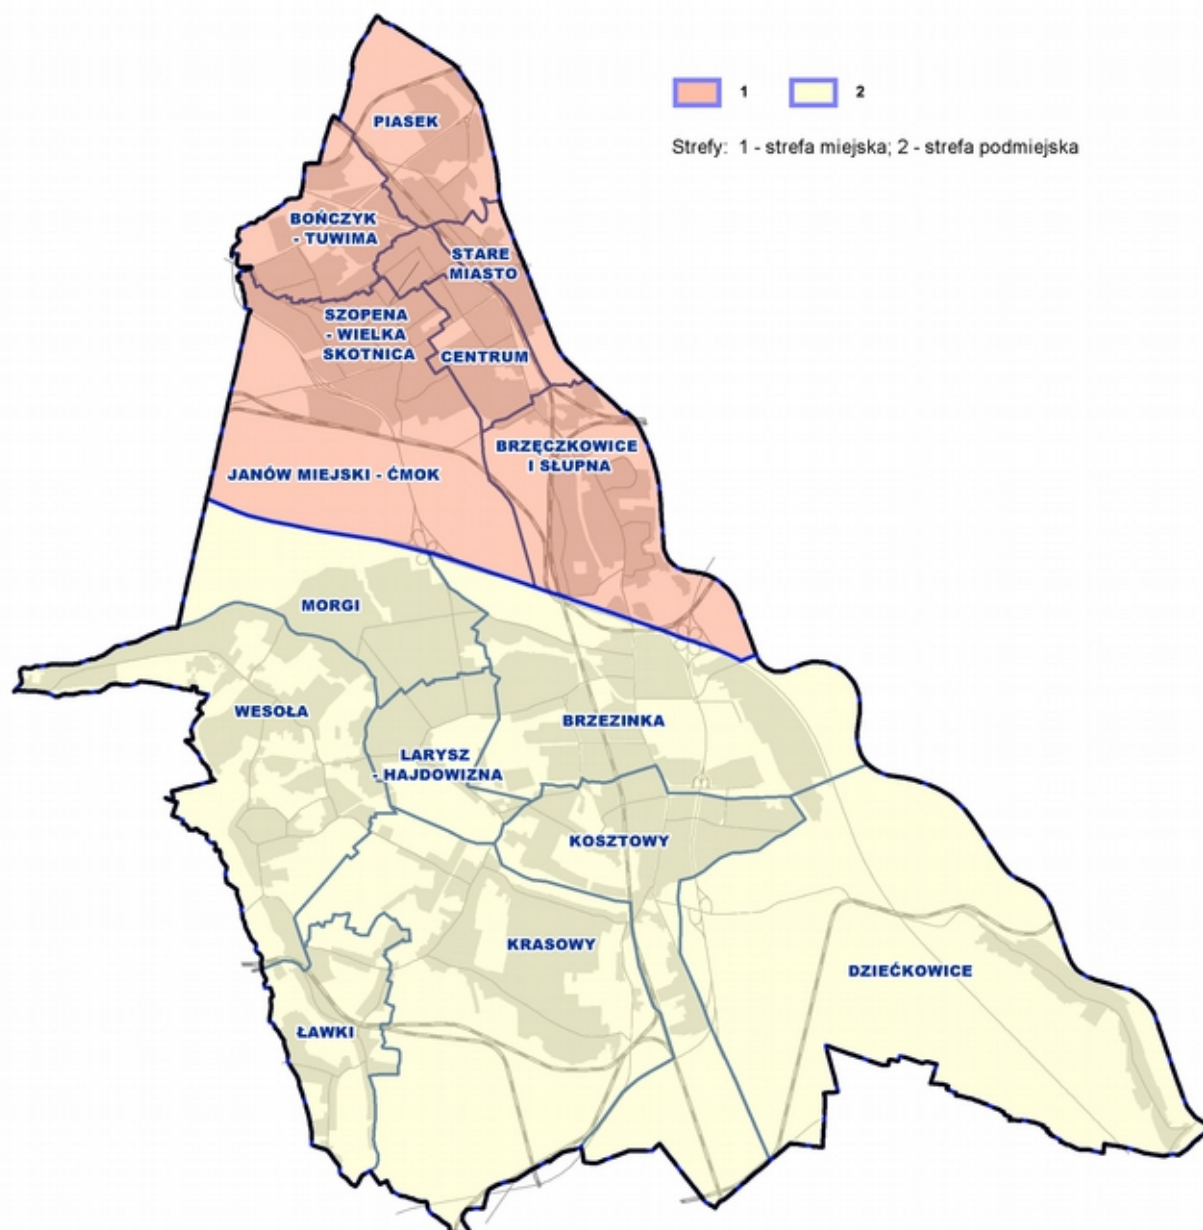 1
2
Strefy: 1 - strefa miejska; 2 - strefa podmiejska
PIASEK
BOŃCZYK
- TUWIMA
STARE
MIASTO
SZOPENA
- WIELKA
SKOTNICA
CENTRUM
BRZĘCZKOWICE
I SŁUPNA
JANÓW MIEJSKI - ĆMOK
MORGI
WESOŁA
BRZEZINKA
LARYSZ
- HAJDOWIZNA
KOSZTOWY
KRASOWY
DZIEĆKOWICE
ŁAWKI